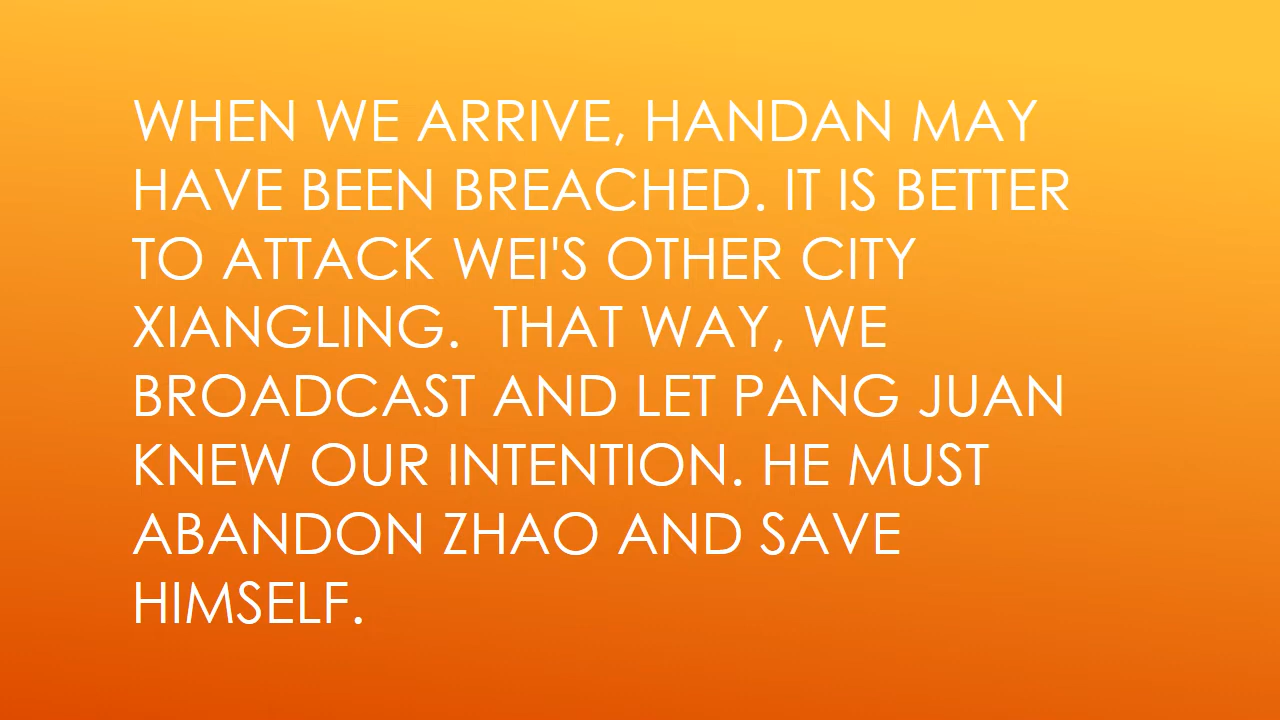 WHEN WE ARRIVE, HANDAN MAY
HAVE BEEN BREACHED. IT IS BETTER
TO ATTACK WEI'S OTHER CITY
XIANGLING.  THAT WAY, WE
BROADCAST AND LET PANG JUAN
KNEW OUR INTENTION. HE MUST
ABANDON ZHAO AND SAVE
HIMSELF.